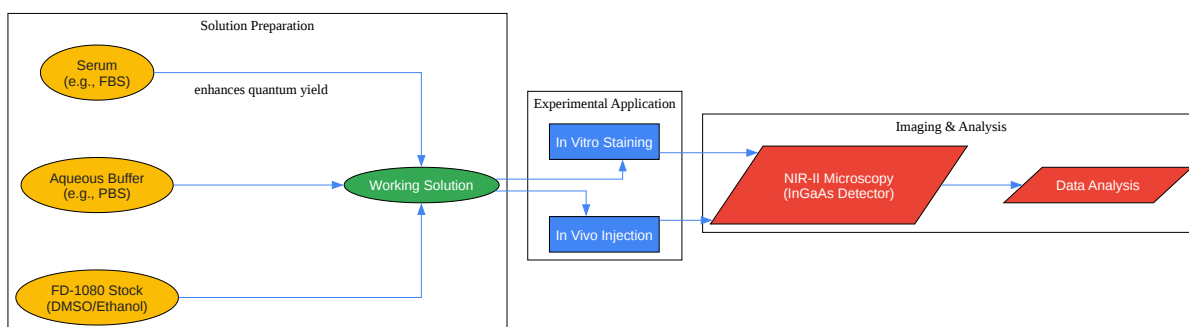 Solution Preparation
Serum
(e.g., FBS)
enhances quantum yield
Aqueous Buffer
(e.g., PBS)
Working Solution
FD-1080 Stock
(DMSO/Ethanol)
Experimental Application
In Vitro Staining
In Vivo Injection
Imaging & Analysis
NIR-II Microscopy
(InGaAs Detector)
Data Analysis